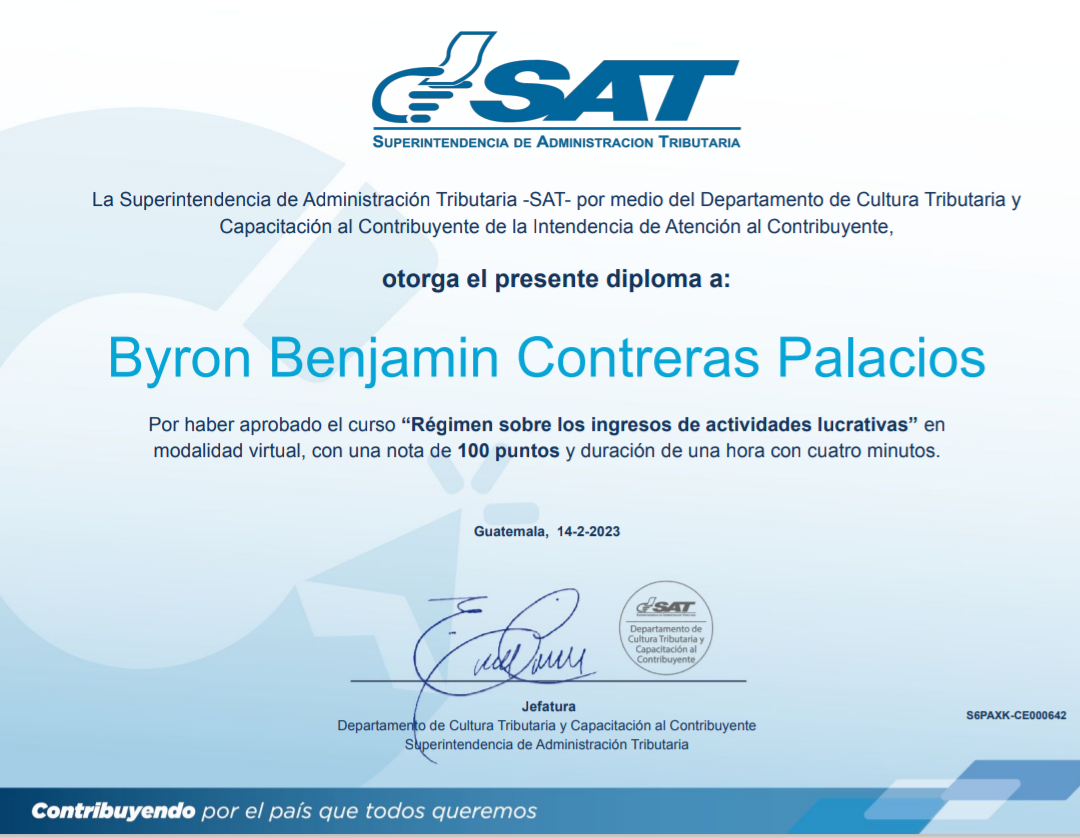 SAT
SUPERINTENDENCIA DE ADMINISTRACION TRIBUTARIA
La Superintendencia de Administración Tributaria -SAT- por medio del Departamento de Cultura Tributaria y
Capacitación al Contribuyente de la Intendencia de Atención al Contribuyente,
otorga el presente diploma a:
Byron Benjamin Contreras Palacios
Por haber aprobado el curso “Régimen sobre los ingresos de actividades lucrativas” en
modalidad virtual, con una nota de 100 puntos y duración de una hora con cuatro minutos.
Guatemala, 14-2-2023
SAT
Departamento de
Cultura Tributaria y
Capacitación al
Contribuyente
Jefatura
Departamento de Cultura Tributaria y Capacitación al Contribuyente
Superintendencia de Administración Tributaria
S6PAXK-CE000642
Contribuyendo por el país que todos queremos